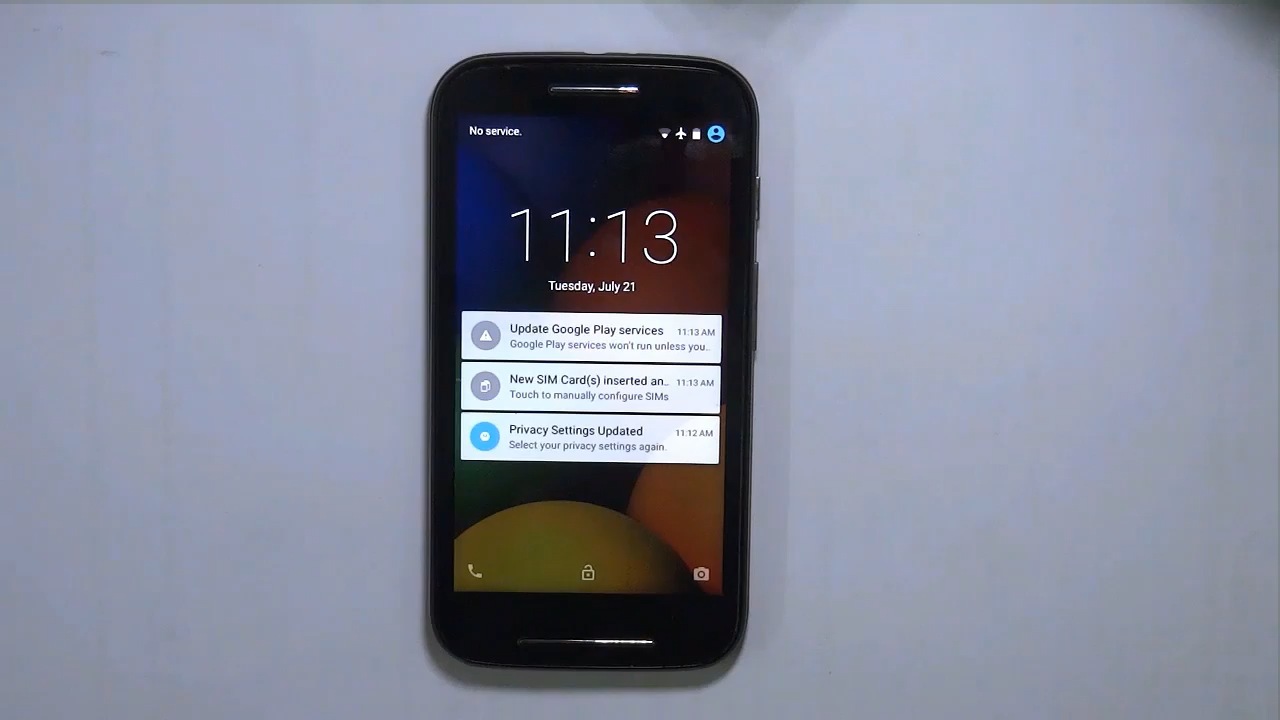 No service.
11:13
Tuesday, July 21
Update Google Play services 11:13 AM
Google Play services won't run unless you..
New SIM Card(s) inserted an.. 11:13 AM
Touch to manually configure SIMs
Privacy Settings Updated 11:12 AM
Select your privacy settings again.